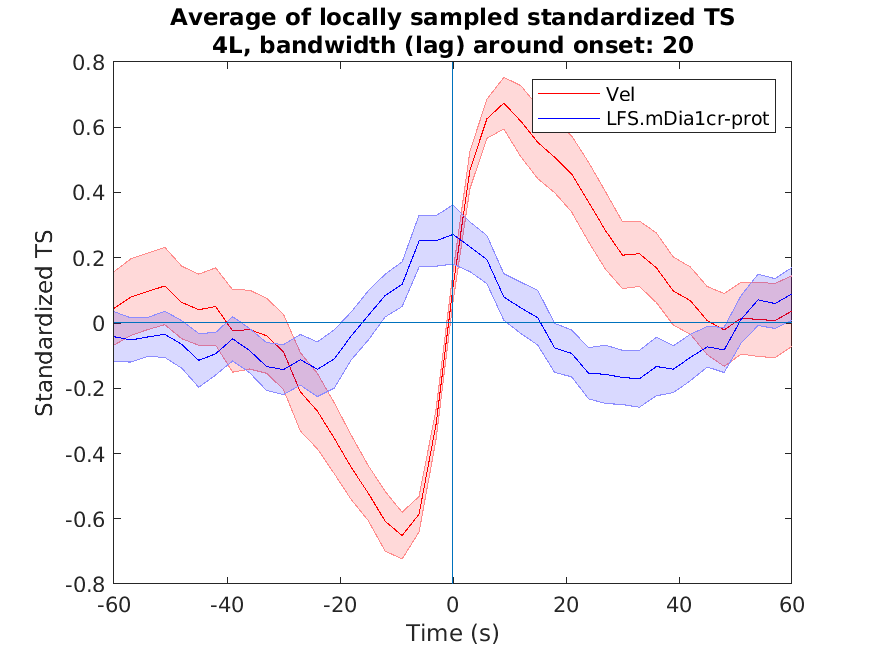 Average of locally sampled standardized TS
4L, bandwidth (lag) around onset: 20
Vel
LFS.mDia1cr-prot
Standardized TS
0.8
0.6
0.4
0.2
0
-0.2
-0.4
-0.6
-0.8
-60
-40
-20
0
20
40
60
Time (s)